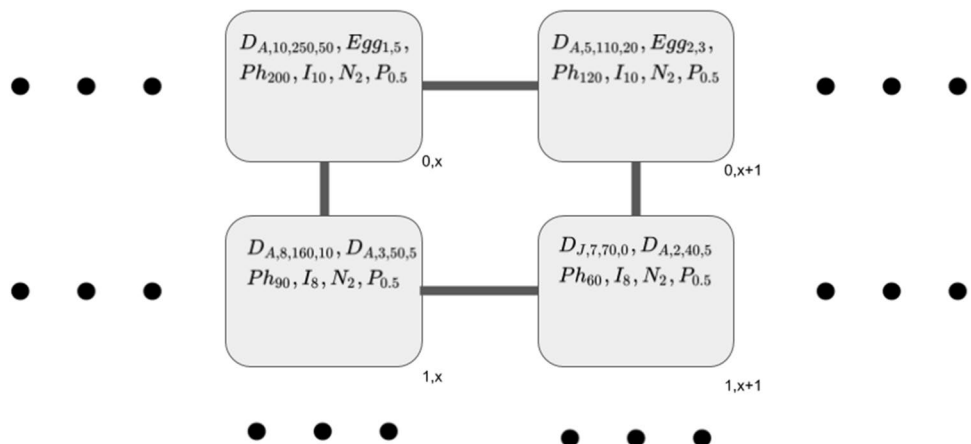 D_{A,10,250,50}, Egg_{1,5},
Ph_{200}, I_{10}, N_2, P_{0.5}
0,x
D_{A,5,110,20}, Egg_{2,3},
Ph_{120}, I_{10}, N_2, P_{0.5}
0,x+1
D_{A,8,160,10}, D_{A,3,50,5}
Ph_{90}, I_8, N_2, P_{0.5}
1,x
D_{J,7,70,0}, D_{A,2,40,5}
Ph_{60}, I_8, N_2, P_{0.5}
1,x+1